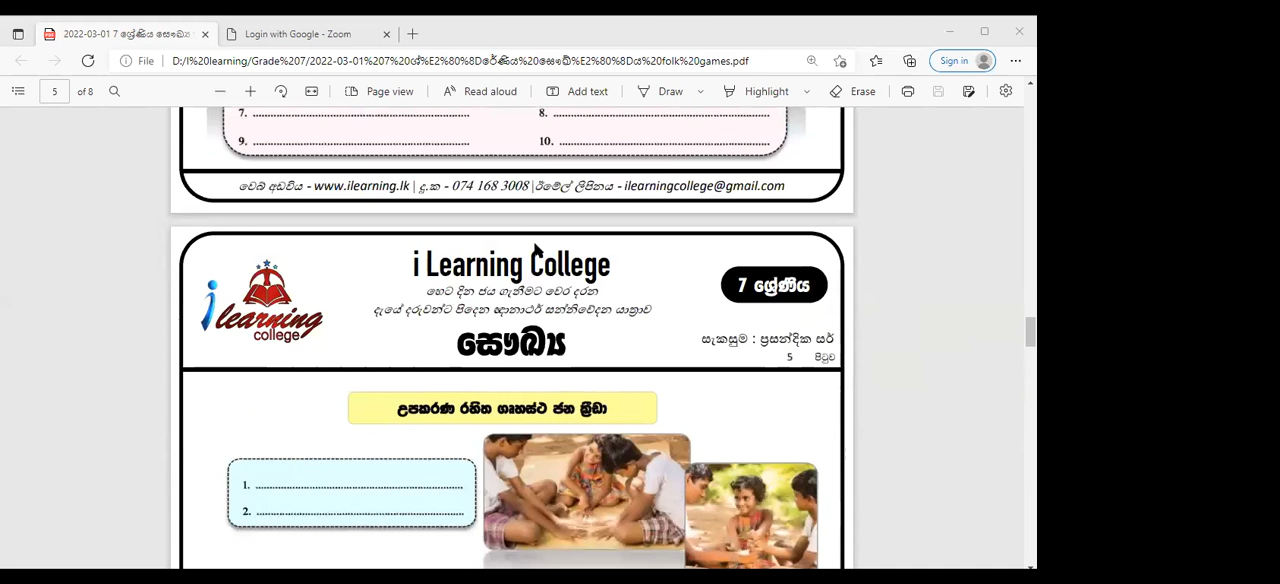 2022-03-01 7 ශ්‍රේණිය සෞඛ්‍ය
Login with Google - Zoom
File
D:/I%20learning/Grade%207/2022-03-01%207%20ශ්%E2%80%8Dරේණිය%20සෞඛ්%E2%80%8Dය%20folk%20games.pdf
Sign in
5 of 8
Page view
Read aloud
Add text
Draw
Highlight
Erase
7. 8.
9. 10.
වෙබ් අඩවිය - www.ilearning.lk | දු.ක - 074 168 3008 |ඊමේල් ලිපිනය - ilearningcollege@gmail.com
i learning college
i Learning College
හෙට දින ජය ගැනීමට වෙර දරන
දැයේ දරුවන්ට පිදෙන ඥානාර්ථ සන්නිවේදන යාත්‍රාව
සෞඛ්‍ය
7 ශ්‍රේණිය
සැකසුම : ප්‍රසන්දික සර්
5 පිටුව
උපකරණ රහිත ගෘහස්ථ ජන ක්‍රීඩා
1.
2.